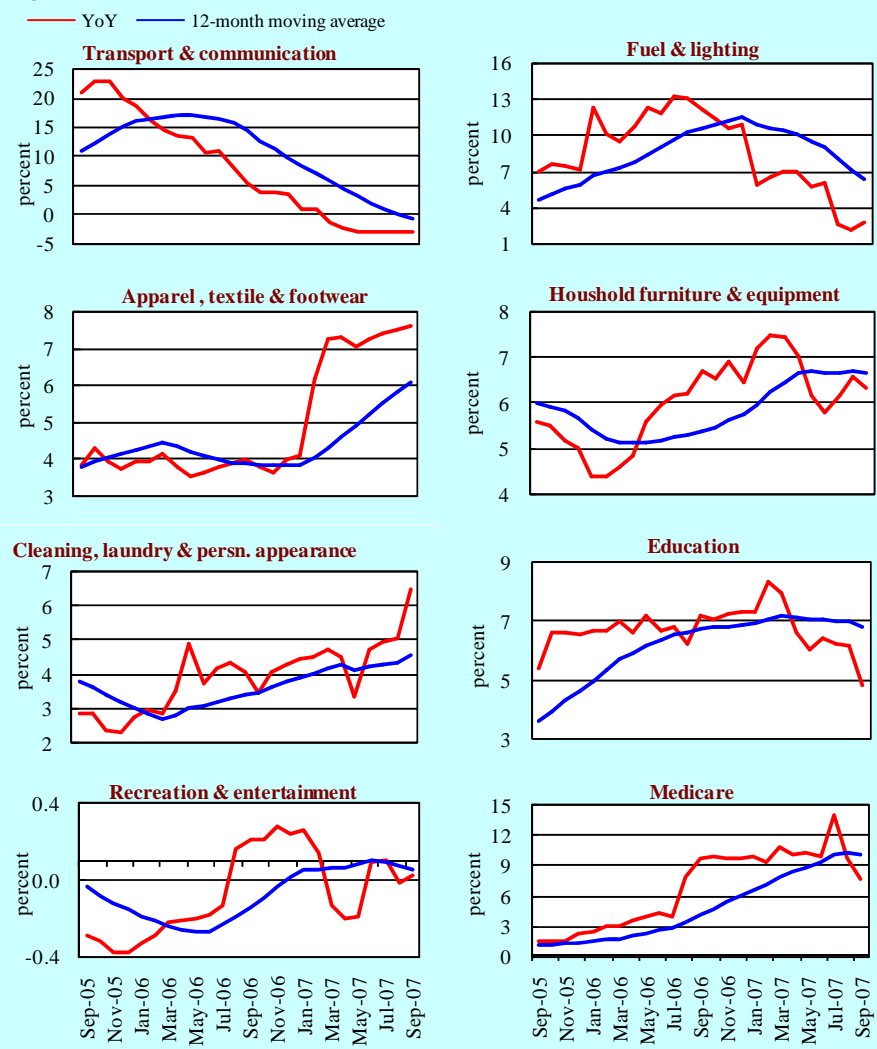 YoY 12-month moving average
Transport & communication
25
20
15
10
5
0
-5
percent
Fuel & lighting
16
13
10
7
4
1
percent
Apparel , textile & footwear
8
7
6
5
4
3
percent
Houshold furniture & equipment
8
7
6
5
4
percent
Cleaning, laundry & persn. appearance
7
6
5
4
3
2
percent
Education
9
7
5
3
percent
Recreation & entertainment
0.4
0.0
-0.4
percent
Sep-05
Nov-05
Jan-06
Mar-06
May-06
Jul-06
Sep-06
Nov-06
Jan-07
Mar-07
May-07
Jul-07
Sep-07
Medicare
15
12
9
6
3
0
percent
Sep-05
Nov-05
Jan-06
Mar-06
May-06
Jul-06
Sep-06
Nov-06
Jan-07
Mar-07
May-07
Jul-07
Sep-07